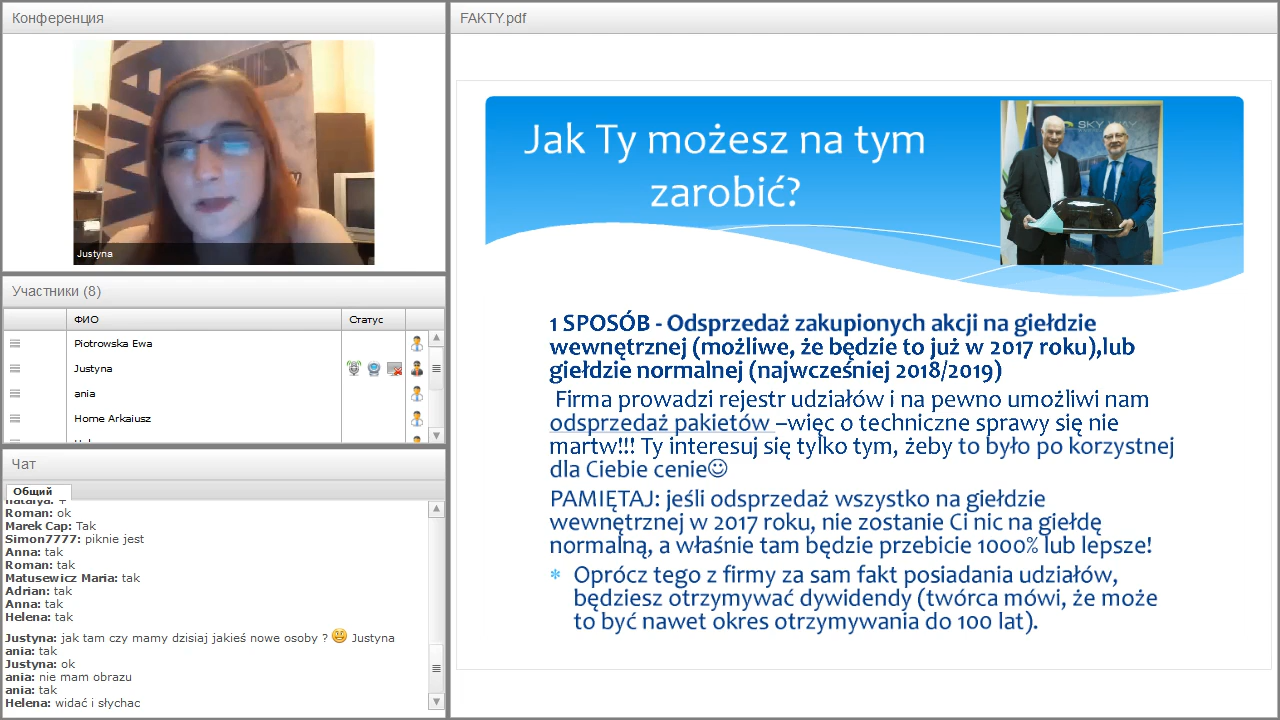 Конференция
WAY
Justyna
Участники (8)
ФИО
Статус
Piotrowska Ewa
Justyna
ania
Home Arkaiusz
Чат
Общий
natalya: +
Roman: ok
Marek Cap: Tak
Simon7777: piknie jest
Anna: tak
Roman: tak
Matusewicz Maria: tak
Adrian: tak
Anna: tak
Helena: tak
Justyna: jak tam czy mamy dzisiaj jakieś nowe osoby ? Justyna
ania: tak
Justyna: ok
ania: nie mam obrazu
ania: tak
Helena: widać i słychac
FAKTY.pdf
Jak Ty możesz na tym
zarobić?
SKY WAY
1 SPOSÓB - Odsprzedaż zakupionych akcji na giełdzie
wewnętrznej (możliwe, że będzie to już w 2017 roku),lub
giełdzie normalnej (najwcześniej 2018/2019)
Firma prowadzi rejestr udziałów i na pewno umożliwi nam
odsprzedaż pakietów –więc o techniczne sprawy się nie
martw!!! Ty interesuj się tylko tym, żeby to było po korzystnej
dla Ciebie cenie☺
PAMIĘTAJ: jeśli odsprzedaż wszystko na giełdzie
wewnętrznej w 2017 roku, nie zostanie Ci nic na giełdę
normalną, a właśnie tam będzie przebicie 1000% lub lepsze!
* Oprócz tego z firmy za sam fakt posiadania udziałów,
będziesz otrzymywać dywidendy (twórca mówi, że może
to być nawet okres otrzymywania do 100 lat).